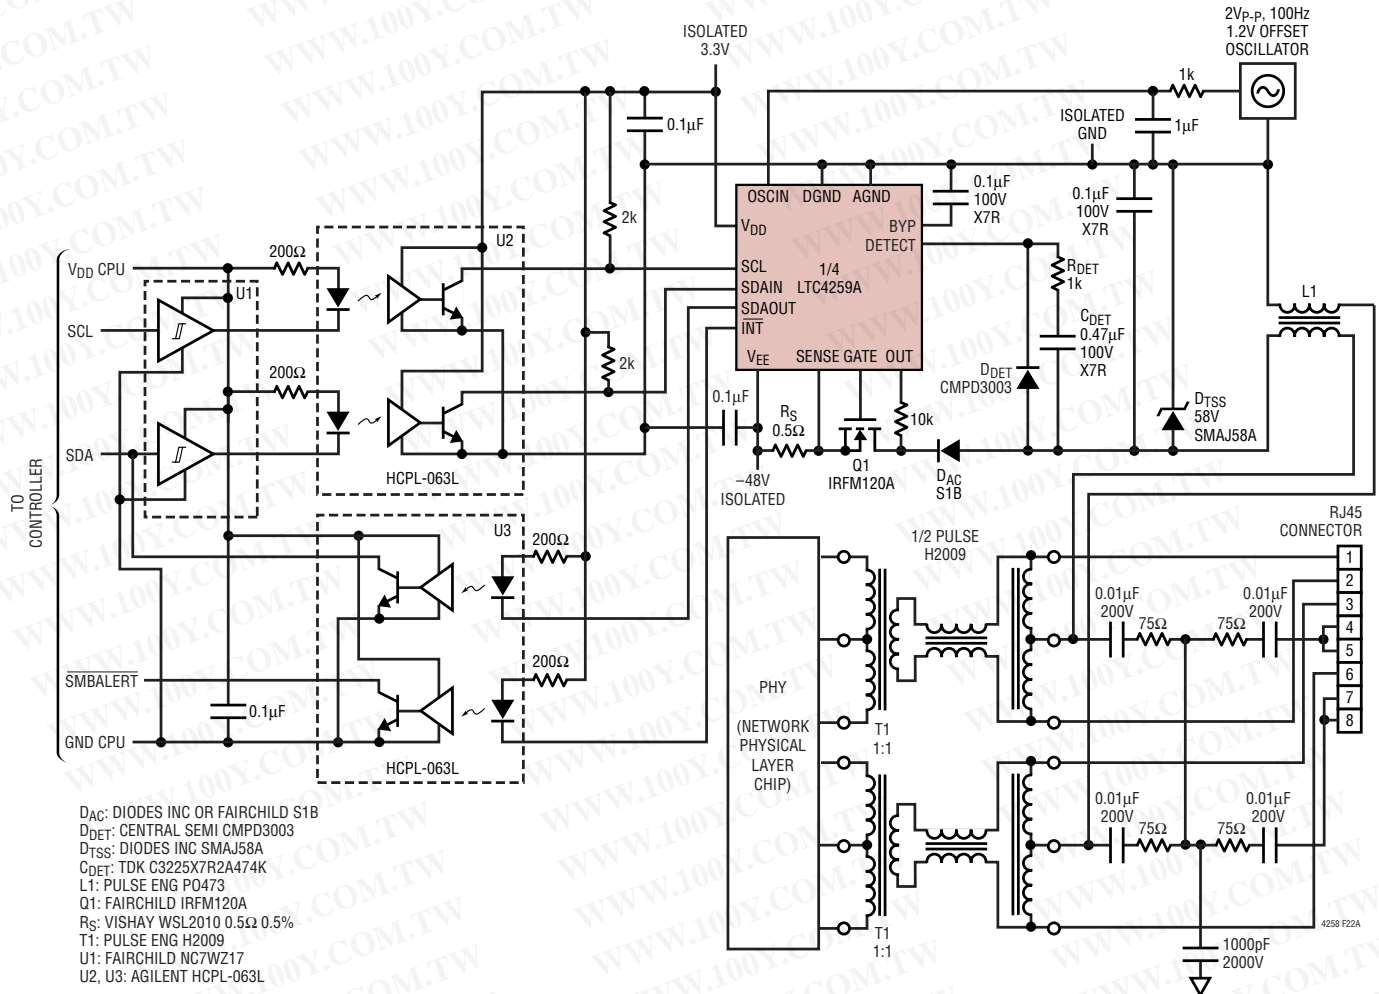 2VP-P, 100Hz
1.2V OFFSET
OSCILLATOR
ISOLATED
3.3V
1k
0.1µF
ISOLATED
GND
1µF
OSCIN DGND AGND
0.1µF
100V
X7R
0.1µF
100V
X7R
2k
VDD
BYP
DETECT
VDD CPU
200Ω
U2
SCL
1/4
LTC4259A
SDAIN
SDAOUT
INT
RDET
1k
U1
L1
SCL
CDET
0.47µF
100V
X7R
VEE
SENSE GATE OUT
200Ω
2k
DDET
CMPD3003
0.1µF
RS
0.5Ω
10k
DTSS
58V
SMAJ58A
SDA
HCPL-063L
–48V
ISOLATED
Q1
IRFM120A
DAC
S1B
TO
CONTROLLER
RJ45
CONNECTOR
U3
200Ω
1/2 PULSE
H2009
1
2
3
4
5
6
7
8
0.01µF
200V
75Ω
75Ω
0.01µF
200V
200Ω
SMBALERT
PHY
(NETWORK
PHYSICAL
LAYER
CHIP)
0.1µF
T1
1:1
GND CPU
HCPL-063L
0.01µF
200V
75Ω
75Ω
0.01µF
200V
T1
1:1
4258 F22A
1000pF
2000V
DAC: DIODES INC OR FAIRCHILD S1B
DDET: CENTRAL SEMI CMPD3003
DTSS: DIODES INC SMAJ58A
CDET: TDK C3225X7R2A474K
L1: PULSE ENG PO473
Q1: FAIRCHILD IRFM120A
RS: VISHAY WSL2010 0.5Ω 0.5%
T1: PULSE ENG H2009
U1: FAIRCHILD NC7WZ17
U2, U3: AGILENT HCPL-063L
WWW.100Y.COM.TW